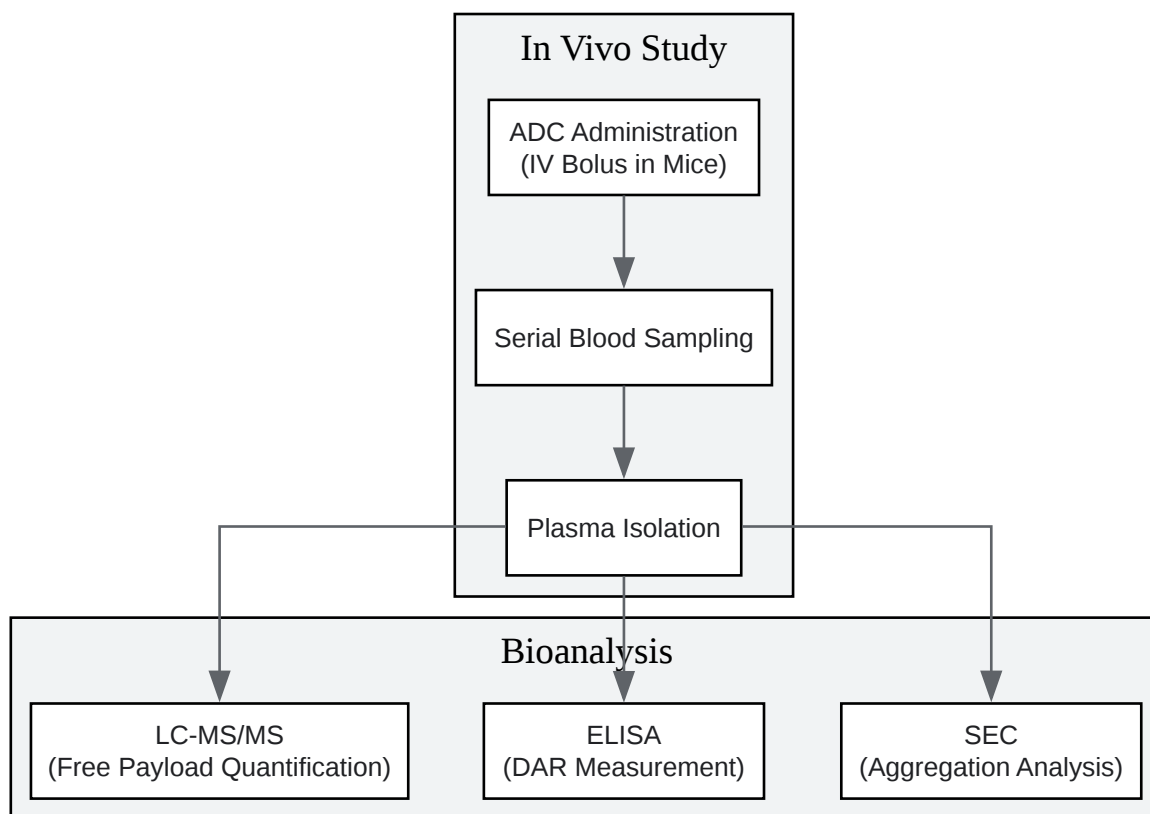 In Vivo Study
ADC Administration
(IV Bolus in Mice)
Serial Blood Sampling
Plasma Isolation
Bioanalysis
LC-MS/MS
(Free Payload Quantification)
ELISA
(DAR Measurement)
SEC
(Aggregation Analysis)